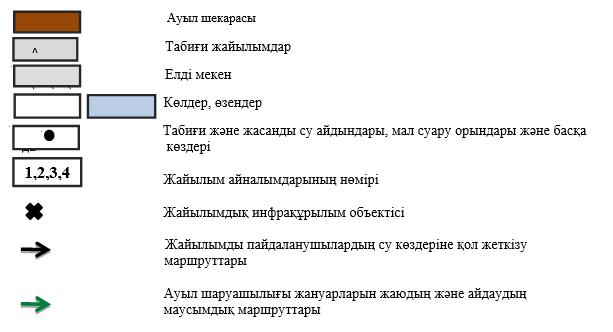 Ауыл шекарасы
^ Табиғи жайылымдар
Елді мекен
Көлдер, өзендер
Табиғи және жасанды су айдындары, мал суару орындары және басқа
көздері
1,2,3,4 Жайылым айналымдарының нөмірі
Жайылымдық инфрақұрылым объектісі
Жайылымды пайдаланушылардың су көздеріне қол жеткізу
маршруттары
Ауыл шаруашылығы жануарларын жаюдың және айдаудың
маусымдық маршруттары